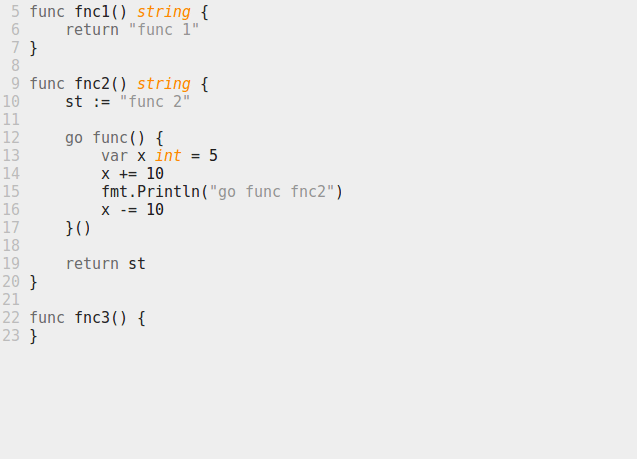 5 func fnc1() string {
6     return "func 1"
7 }
8
9 func fnc2() string {
10     st := "func 2"
11
12     go func() {
13         var x int = 5
14         x += 10
15         fmt.Println("go func fnc2")
16         x -= 10
17     }()
18
19     return st
20 }
21
22 func fnc3() {
23 }